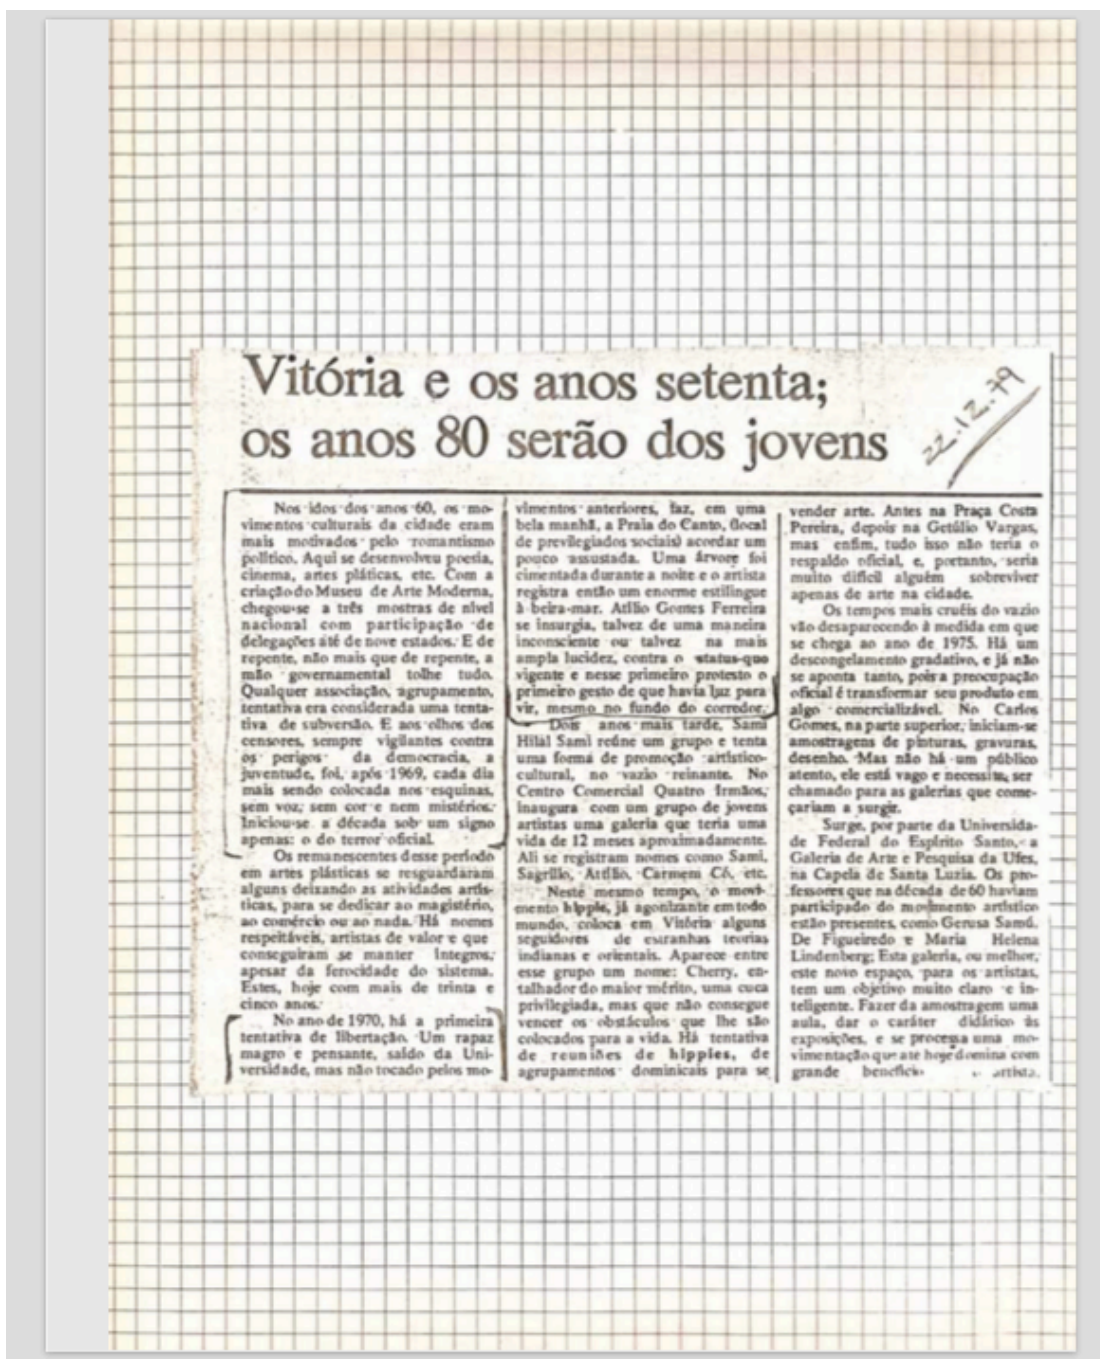 Vitória e os anos setenta;
os anos 80 serão dos jovens
22.12.79
Nos idos dos anos 60, os mo-
vimentos culturais da cidade eram
mais motivados pelo romantismo
político. Aqui se desenvolveu poesia,
cinema, artes pláticas, etc. Com a
criação do Museu de Arte Moderna,
chegou-se a três mostras de nível
nacional com participação de
delegações até de nove estados. E de
repente, não mais que de repente, a
mão governamental tolhe tudo.
Qualquer associação, agrupamento,
tentativa era considerada uma tenta-
tiva de subversão. E aos olhos dos
censores, sempre vigilantes contra
os perigos da democracia, a
juventude, foi, após 1969, cada dia
mais sendo colocada nos esquinas,
sem voz, sem cor e nem mistérios.
Iniciou-se a década sob um signo
apenas: o do terror oficial.
Os remanescentes desse período
em artes plásticas se resguardaram
alguns deixando as atividades artís-
ticas, para se dedicar ao magistério,
ao comércio ou ao nada. Há nomes
respeitáveis, artistas de valor e que
conseguiram se manter íntegros,
apesar da ferocidade do sistema.
Estes, hoje com mais de trinta e
cinco anos.
No ano de 1970, há a primeira
tentativa de libertação. Um rapaz
magro e pensante, saído da Uni-
versidade, mas não tocado pelos mo-
vimentos anteriores, faz, em uma
bela manhã, a Praia do Canto, (local
de previlegiados sociais) acordar um
pouco assustada. Uma árvore foi
cimentada durante a noite e o artista
registra então um enorme estilingue
à beira-mar. Atílio Gomes Ferreira
se insurgia, talvez de uma maneira
inconsciente ou talvez na mais
ampla lucidez, contra o status-quo
vigente e nesse primeiro protesto o
primeiro gesto de que havia luz para
vir, mesmo no fundo do corredor.
Dois anos mais tarde, Sami
Hilal Sami reúne um grupo e tenta
uma forma de promoção artístico-
cultural, no vazio reinante. No
Centro Comercial Quatro Irmãos,
inaugura com um grupo de jovens
artistas uma galeria que teria uma
vida de 12 meses aproximadamente.
Ali se registram nomes como Sami,
Sagrillo, Attílio, Carmem Có, etc.
Neste mesmo tempo, o movi-
mento hippie, já agonizante em todo
mundo, coloca em Vitória alguns
seguidores de estranhas teorias
indianas e orientais. Aparece entre
esse grupo um nome: Cherry, en-
talhador do maior mérito, uma cuca
privilegiada, mas que não consegue
vencer os obstáculos que lhe são
colocados para a vida. Há tentativa
de reuniões de hippies, de
agrupamentos dominicais para se
vender arte. Antes na Praça Costa
Pereira, depois na Getúlio Vargas,
mas enfim, tudo isso não teria o
respaldo oficial, e, portanto, seria
muito difícil alguém sobreviver
apenas de arte na cidade.
Os tempos mais cruéis do vazio
vão desaparecendo à medida em que
se chega ao ano de 1975. Há um
descongelamento gradativo, e já não
se aponta tanto, pois a preocupação
oficial é transformar seu produto em
algo comercializável. No Carlos
Gomes, na parte superior, iniciam-se
amostragens de pinturas, gravuras,
desenho. Mas não há um público
atento, ele está vago e necessita ser
chamado para as galerias que come-
çariam a surgir.
Surge, por parte da Universida-
de Federal do Espírito Santo, a
Galeria de Arte e Pesquisa da Ufes,
na Capela de Santa Luzia. Os pro-
fessores que na década de 60 haviam
participado do movimento artístico
estão presentes, como Gerusa Samú,
De Figueiredo e Maria Helena
Lindenberg; Esta galeria, ou melhor,
este novo espaço, para os artistas,
tem um objetivo muito claro e in-
teligente. Fazer da amostragem uma
aula, dar o caráter didático às
exposições, e se processa uma mo-
vimentação que até hoje domina com
grande benefício artista.